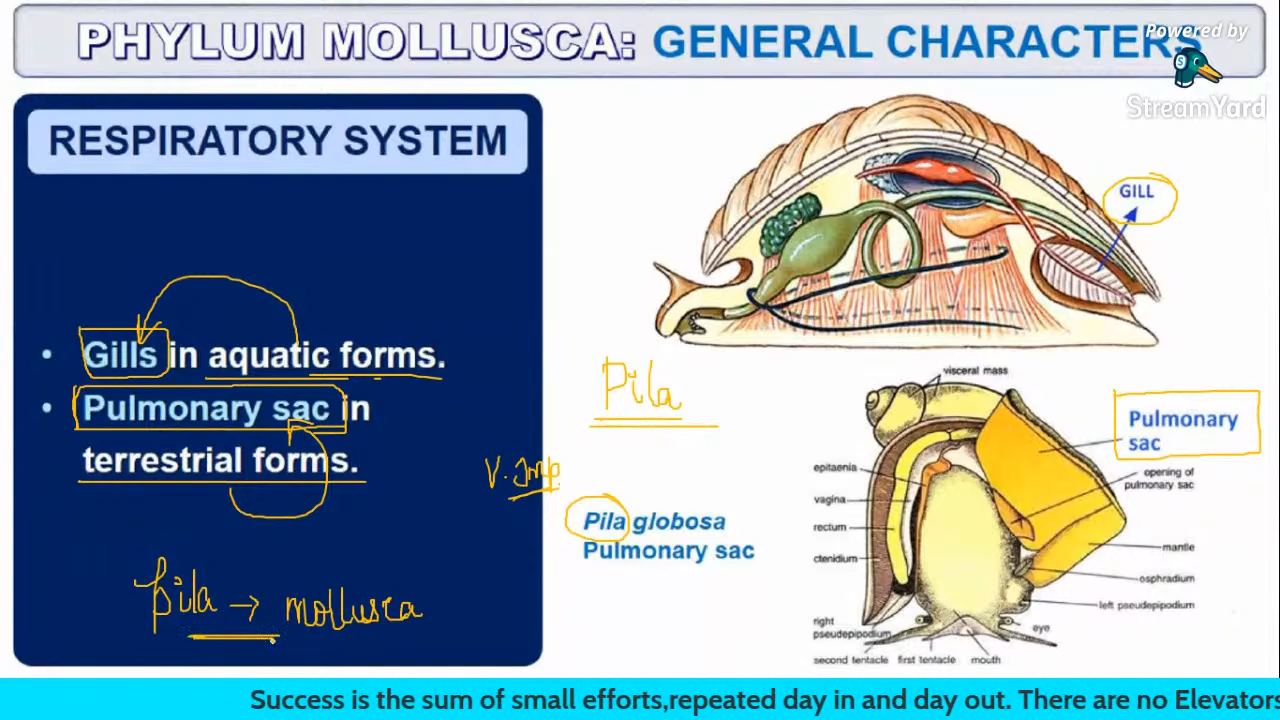 PHYLUM MOLLUSCA: GENERAL CHARACTERS
Powered by
StreamYard
RESPIRATORY SYSTEM
• Gills in aquatic forms.
• Pulmonary sac in
terrestrial forms.
pila → mollusca
GILL
Pila
V. Imp
Pila globosa
Pulmonary sac
visceral mass
Pulmonary
sac
epitaenia
opening of
pulmonary sac
vagina
rectum
mantle
ctenidium
osphradium
left pseudepipodium
right
pseudepipodium
eye
second tentacle
first tentacle
mouth
Success is the sum of small efforts,repeated day in and day out. There are no Elevators